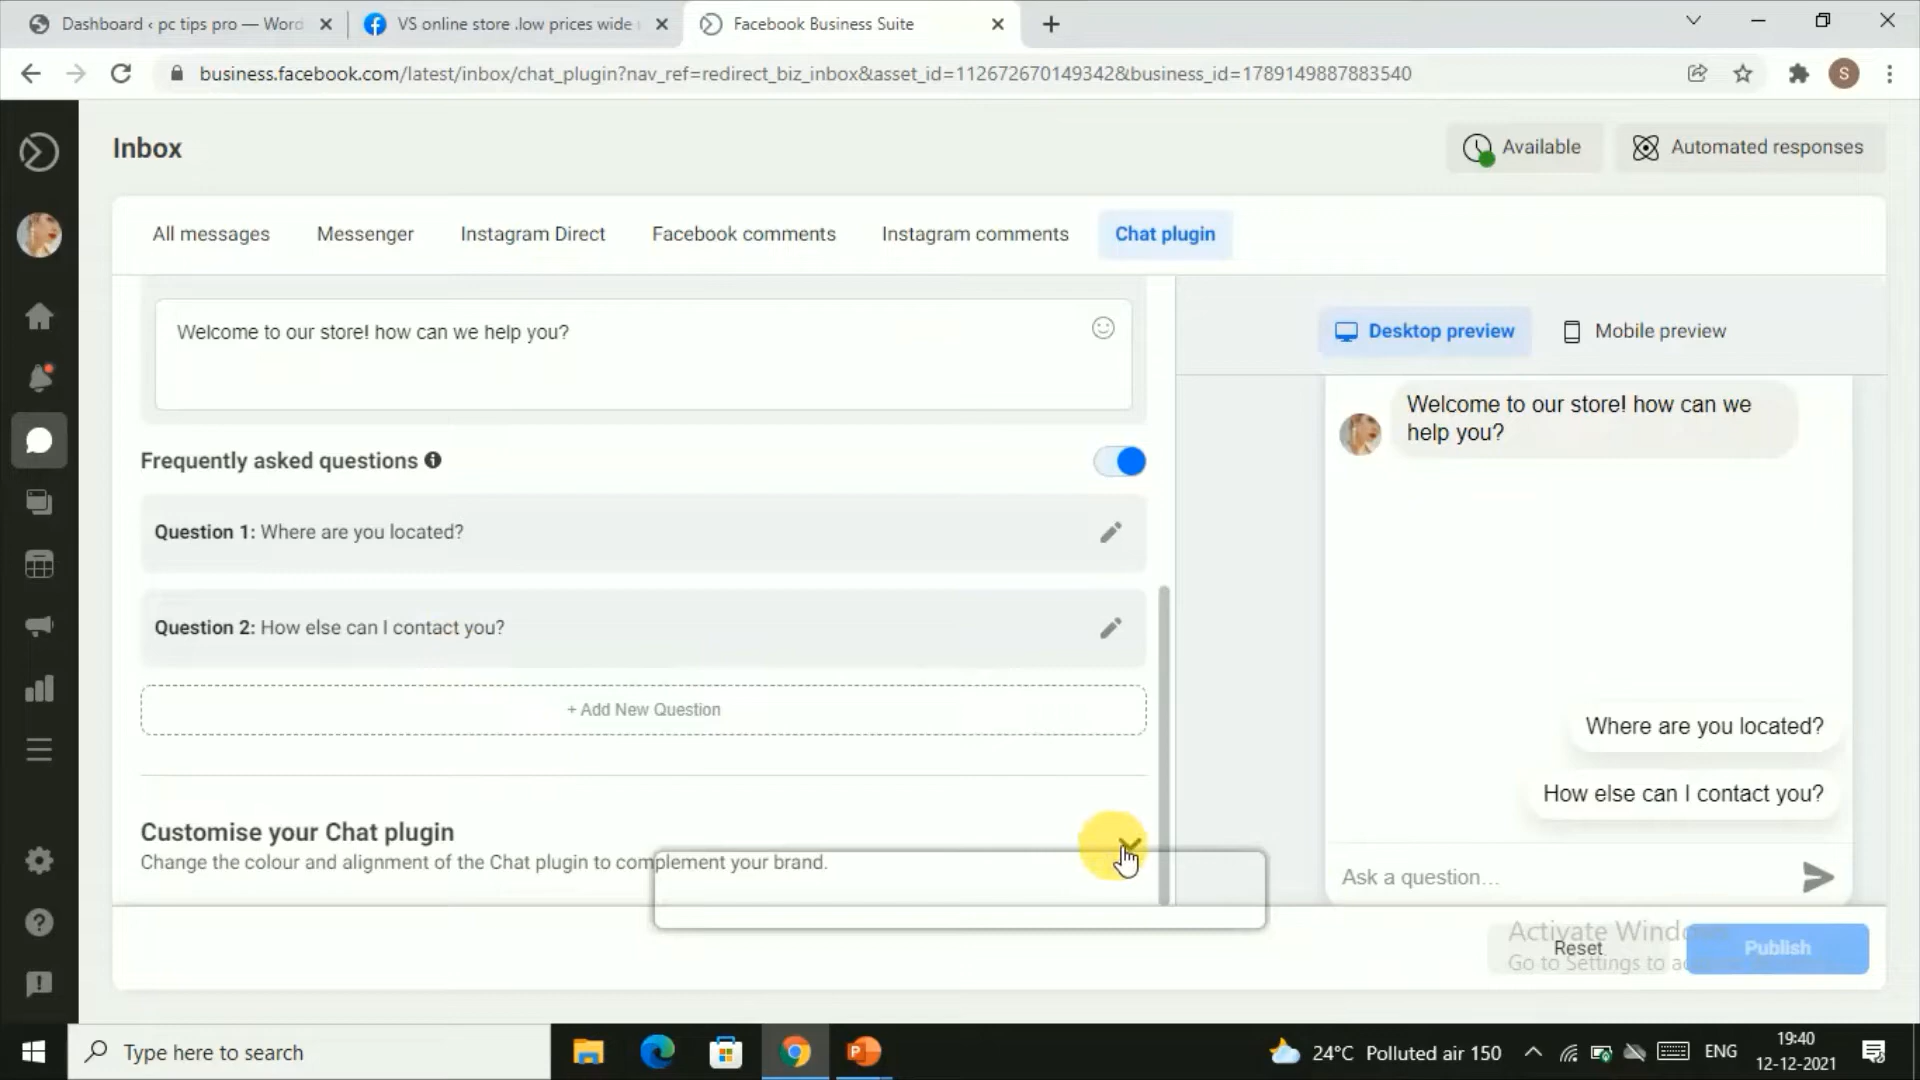 Dashboard ‹ pc tips pro — Word
VS online store .low prices wide
Facebook Business Suite
business.facebook.com/latest/inbox/chat_plugin?nav_ref=redirect_biz_inbox&asset_id=112672670149342&business_id=1789149887883540
S
Inbox
Available
Automated responses
All messages
Messenger
Instagram Direct
Facebook comments
Instagram comments
Chat plugin
Welcome to our store! how can we help you?
Desktop preview
Mobile preview
Welcome to our store! how can we
help you?
Frequently asked questions
Question 1: Where are you located?
Question 2: How else can I contact you?
+ Add New Question
Where are you located?
How else can I contact you?
Customise your Chat plugin
Change the colour and alignment of the Chat plugin to complement your brand.
Ask a question...
Activate Windo
Go to Settings to a
Reset
Publish
Type here to search
24°C Polluted air 150
ENG
19:40
12-12-2021